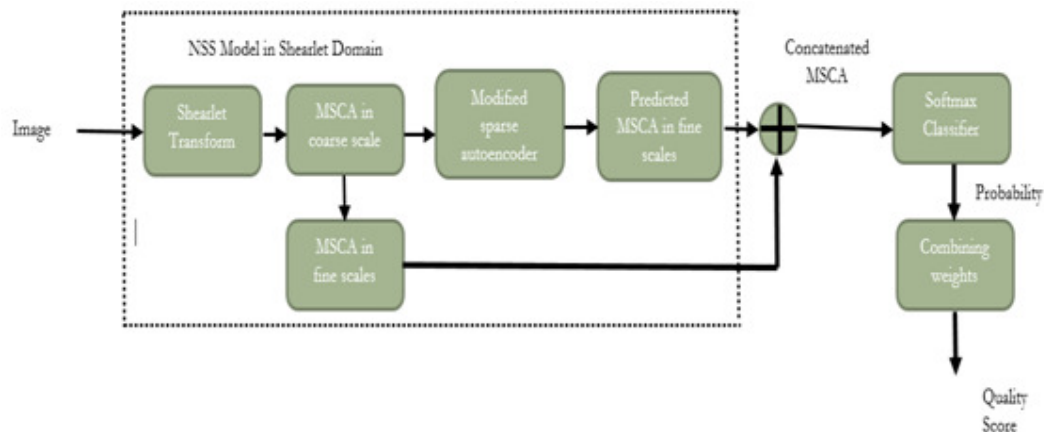 NSS Model in Shearlet Domain
Concatenated
MSCA
Image
Shearlet
Transform
MSCA in
coarse scale
Modified
sparse
autoencoder
Predicted
MSCA in fine
scales
Softmax
Classifier
MSCA in
fine scales
Probability
Combining
weights
Quality
Score